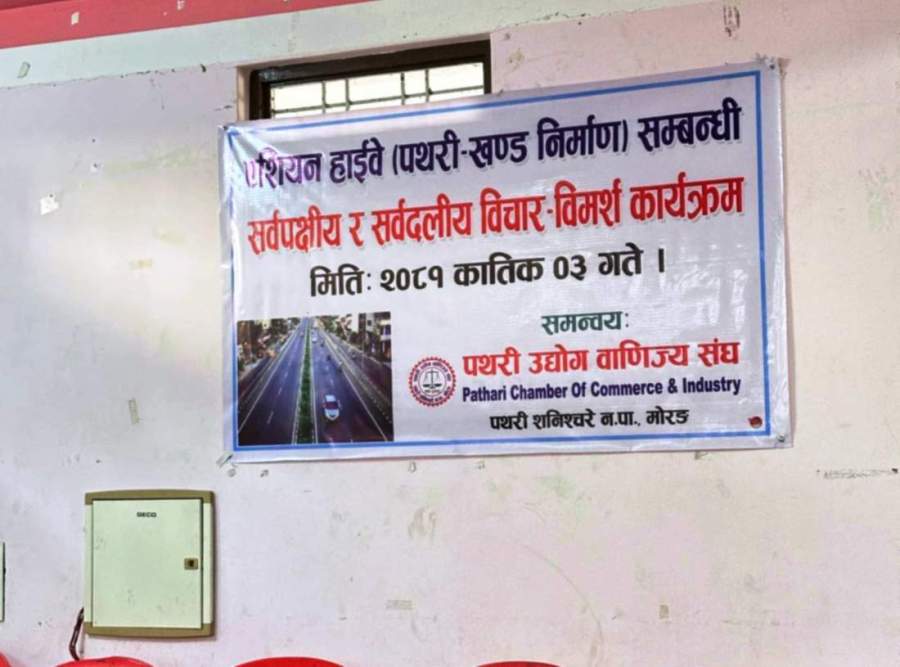 एशियन हाईवे (पथरी-खण्ड निर्माण) सम्बन्धी
सर्वपक्षीय र सर्वदलीय विचार-विमर्श कार्यक्रम
मितिः २०८१ कातिक ०३ गते ।
समन्वयः
पथरी उद्योग वाणिज्य संघ
Pathari Chamber Of Commerce & Industry
पथरी शनिश्चरे न.पा., मोरङ
GECO